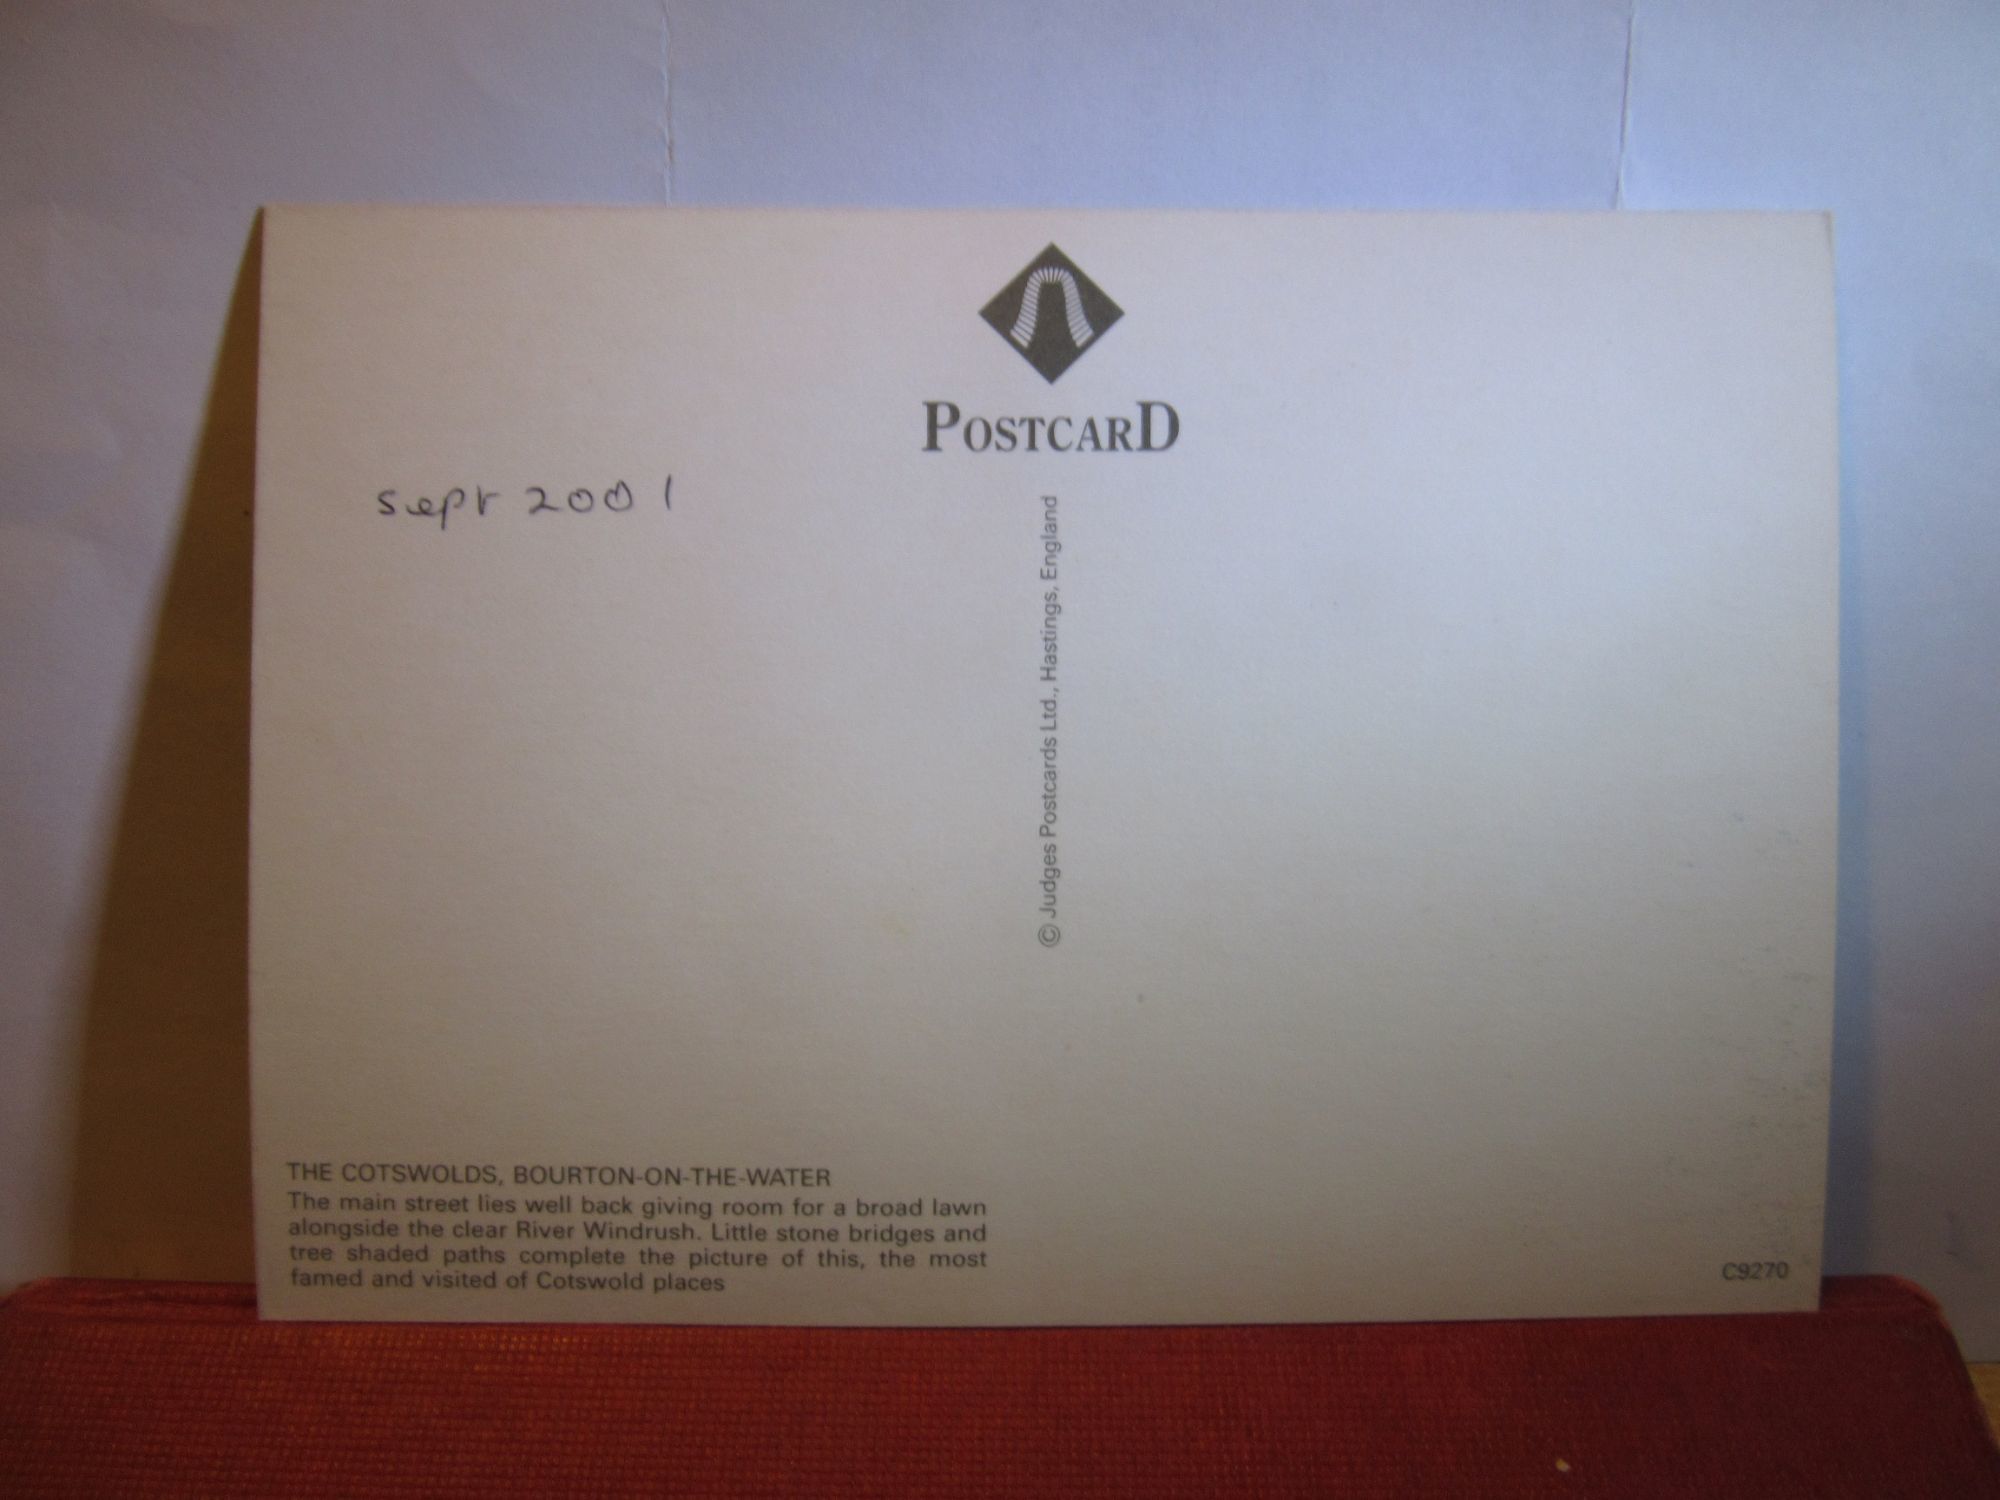 POSTCARD
sept 2001
© Judges Postcards Ltd., Hastings, England
THE COTSWOLDS, BOURTON-ON-THE-WATER
The main street lies well back giving room for a broad lawn
alongside the clear River Windrush. Little stone bridges and
tree shaded paths complete the picture of this, the most
famed and visited of Cotswold places
C9270